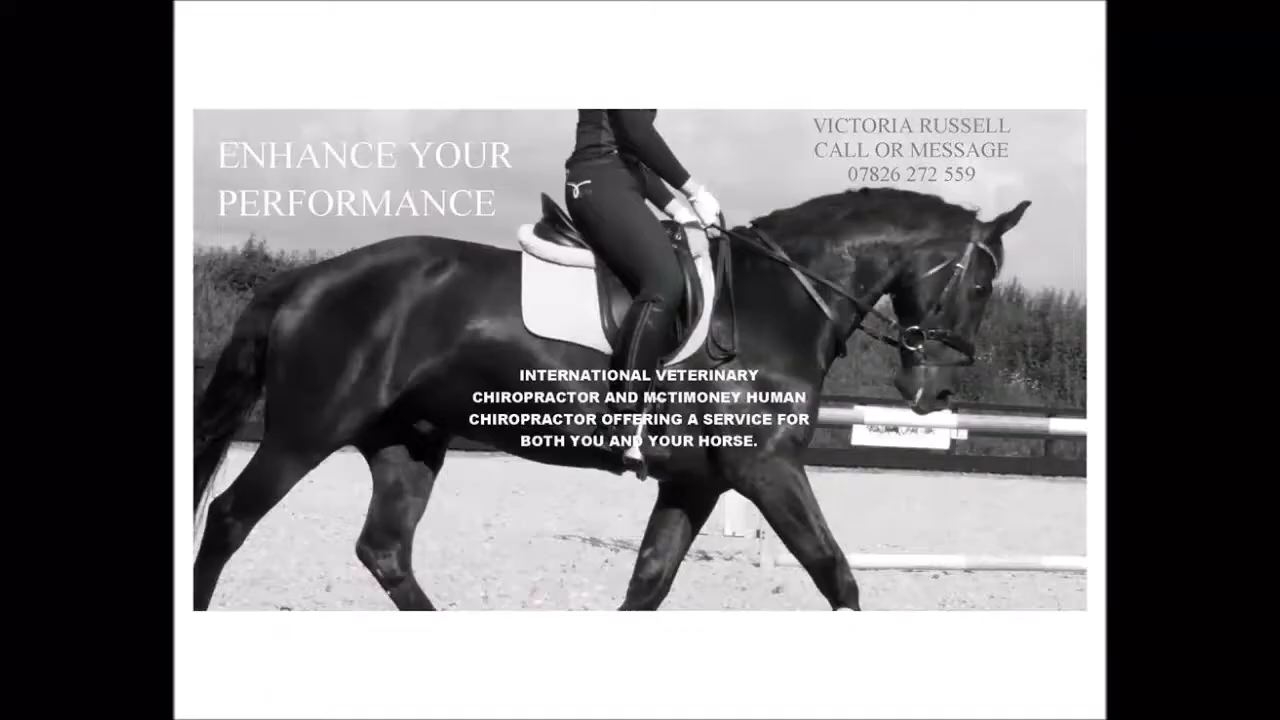 ENHANCE YOUR
PERFORMANCE
VICTORIA RUSSELL
CALL OR MESSAGE
07826 272 559
INTERNATIONAL VETERINARY
CHIROPRACTOR AND MCTIMONEY HUMAN
CHIROPRACTOR OFFERING A SERVICE FOR
BOTH YOU AND YOUR HORSE.